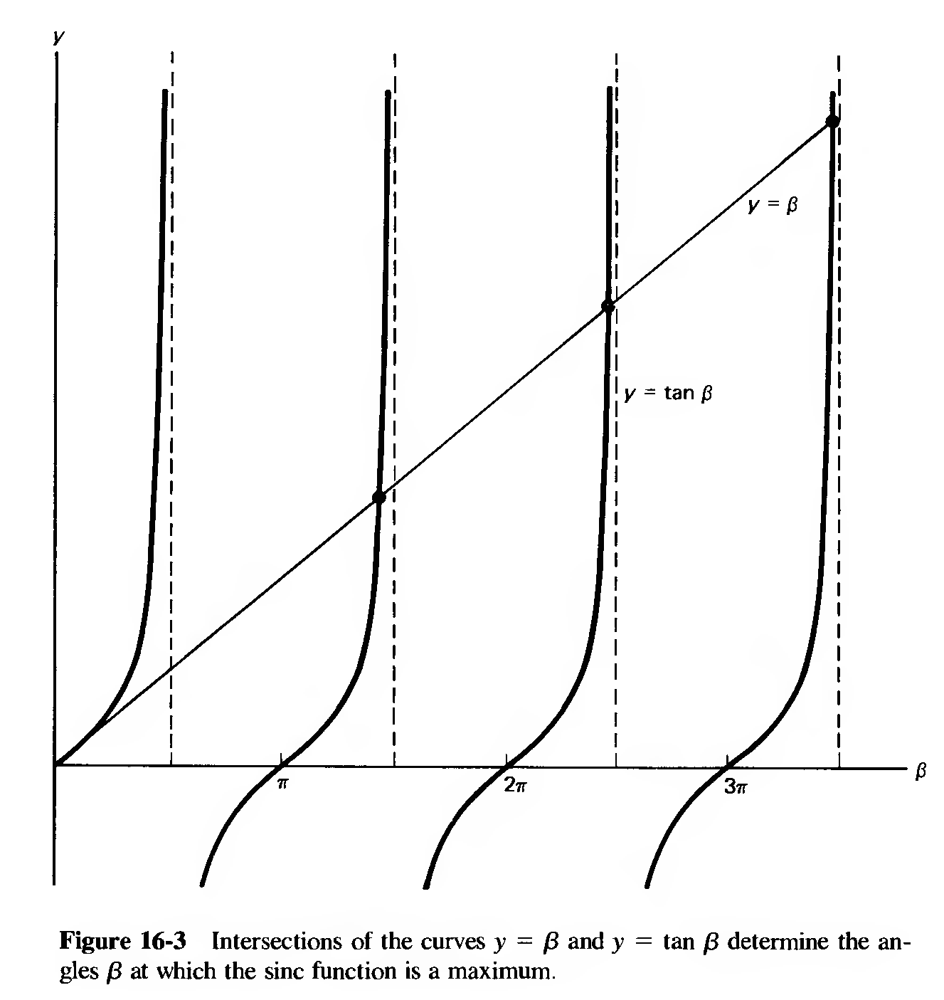 y
y = β
y = tan β
β
π
2π
3π
Figure 16-3 Intersections of the curves y = β and y = tan β determine the an-
gles β at which the sinc function is a maximum.